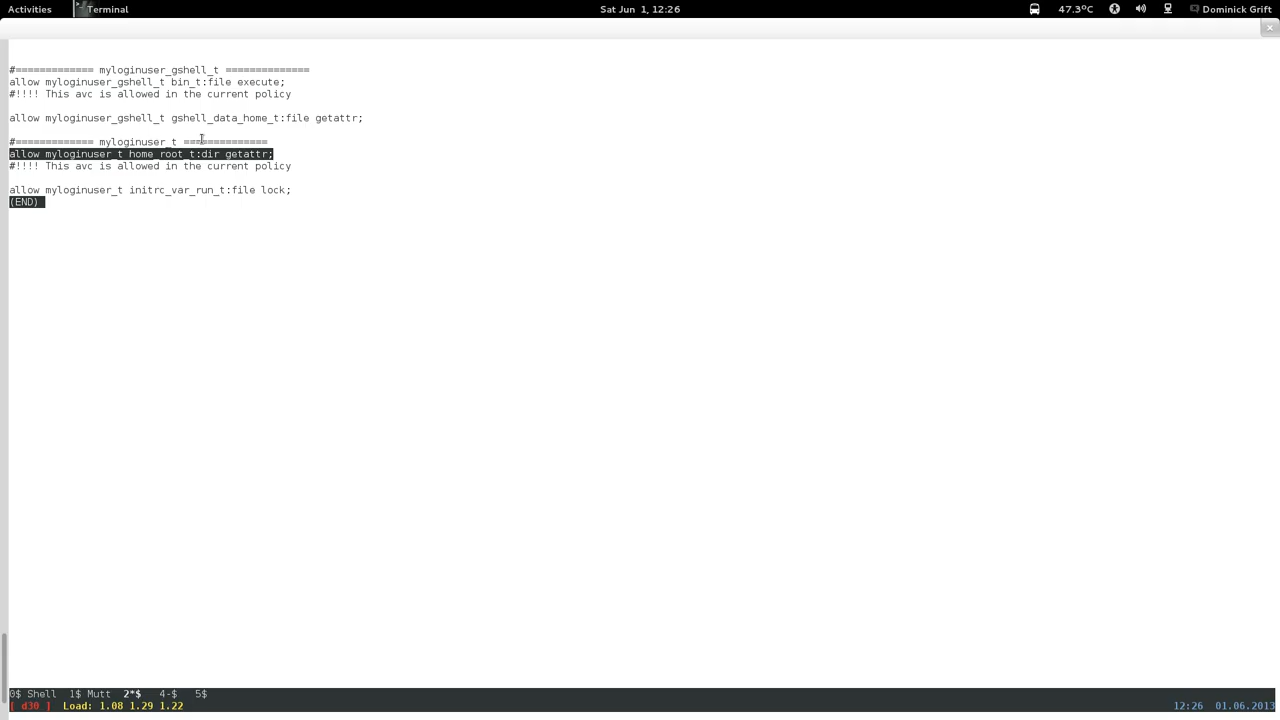 Activities Terminal Sat Jun 1, 12:26 47.3°C Dominick Grift
#============= myloginuser_gshell_t ==============
allow myloginuser_gshell_t bin_t:file execute;
#!!!! This avc is allowed in the current policy
allow myloginuser_gshell_t gshell_data_home_t:file getattr;
#============= myloginuser_t ==============
allow myloginuser_t home_root_t:dir getattr;
#!!!! This avc is allowed in the current policy
allow myloginuser_t initrc_var_run_t:file lock;
(END)
0$ Shell 1$ Mutt 2*$ 4-$ 5$
[ d30 ] Load: 1.08 1.29 1.22 12:26 01.06.2013